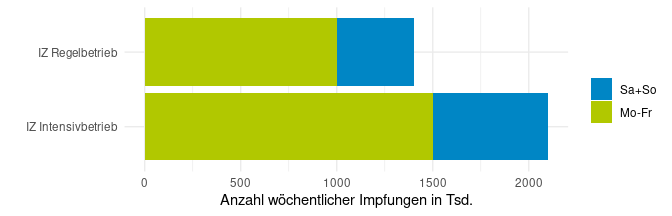 IZ Regelbetrieb
IZ Intensivbetrieb
Sa+So
Mo-Fr
0 500 1000 1500 2000
Anzahl wöchentlicher Impfungen in Tsd.